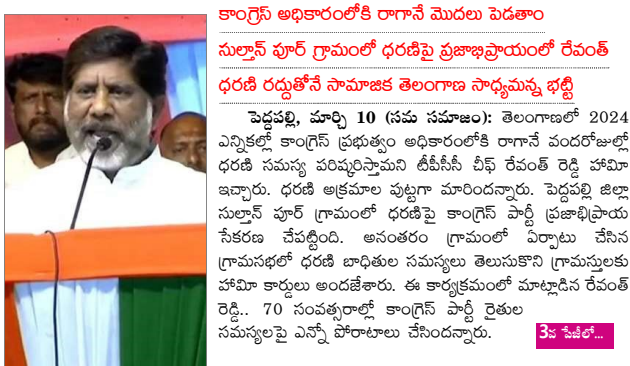 కాంగ్రెస్ అధికారంలోకి రాగానే మొదలు పెడతాం
సుల్తాన్ పూర్ గ్రామంలో ధరణిపై ప్రజాభిప్రాయంలో రేవంత్
ధరణి రద్దుతోనే సామాజిక తెలంగాణ సాధ్యమన్న భట్టి
పెద్దపల్లి, మార్చి 10 (సమ సమాజం): తెలంగాణలో 2024
ఎన్నికల్లో కాంగ్రెస్ ప్రభుత్వం అధికారంలోకి రాగానే వందరోజుల్లో
ధరణి సమస్య పరిష్కరిస్తామని టీపీసీసీ చీఫ్ రేవంత్ రెడ్డి హామీ
ఇచ్చారు. ధరణి అక్రమాల పుట్టగా మారిందన్నారు. పెద్దపల్లి జిల్లా
సుల్తాన్ పూర్ గ్రామంలో ధరణిపై కాంగ్రెస్ పార్టీ ప్రజాభిప్రాయ
సేకరణ చేపట్టింది. అనంతరం గ్రామంలో ఏర్పాటు చేసిన
గ్రామసభలో ధరణి బాధితుల సమస్యలు తెలుసుకొని గ్రామస్తులకు
హామీ కార్డులు అందజేశారు. ఈ కార్యక్రమంలో మాట్లాడిన రేవంత్
రెడ్డి.. 70 సంవత్సరాల్లో కాంగ్రెస్ పార్టీ రైతుల
సమస్యలపై ఎన్నో పోరాటాలు చేసిందన్నారు.
3వ పేజీలో...